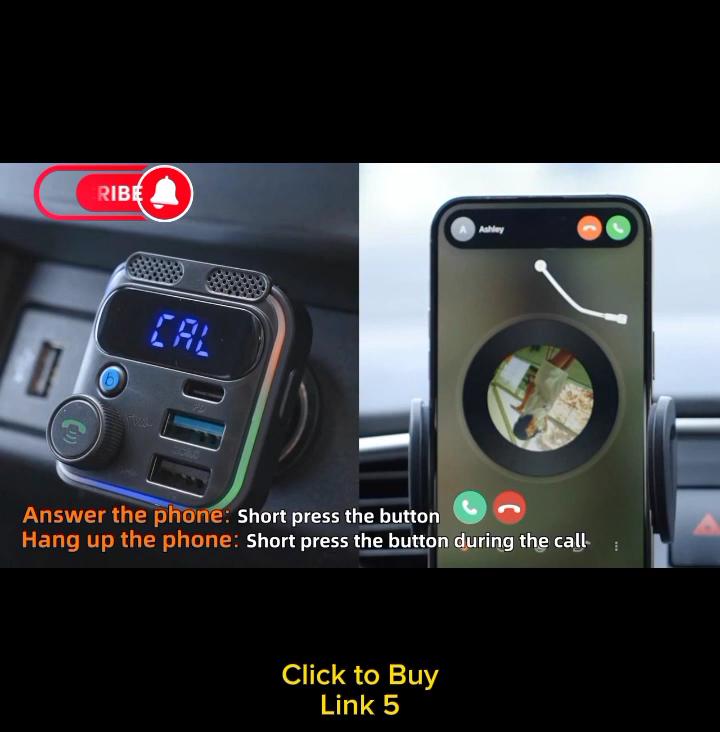 RIBE
A Ashley
CAL
Answer the phone: Short press the button
Hang up the phone: Short press the button during the call
Click to Buy
Link 5